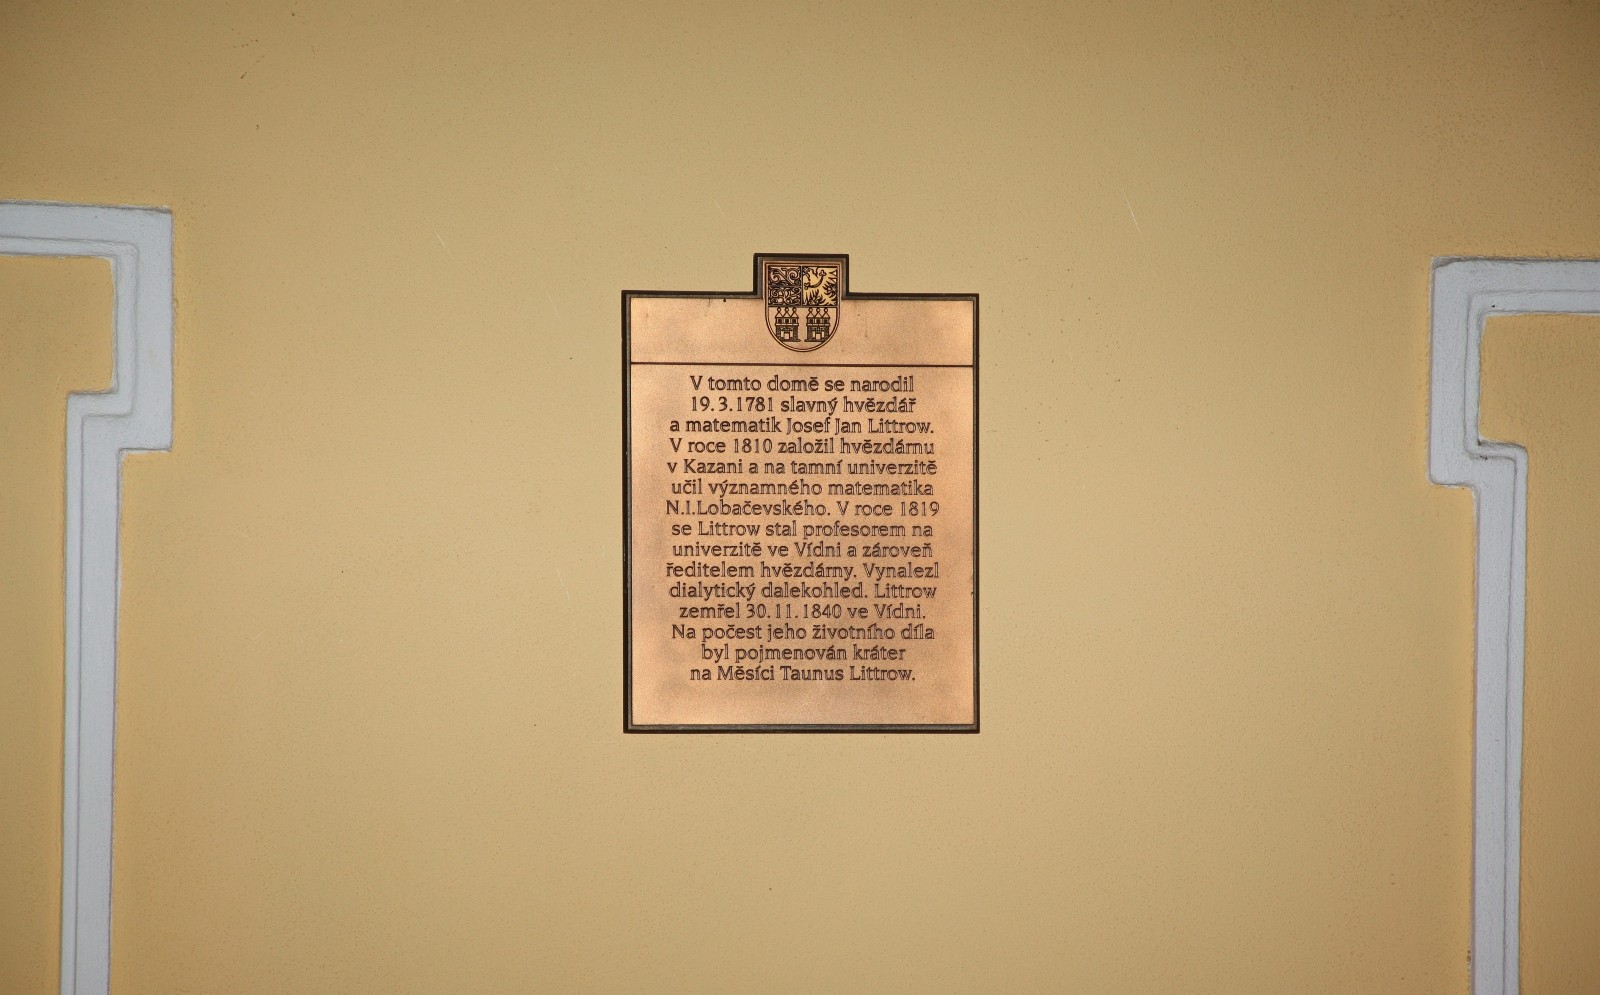 V tomto domě se narodil
19.3.1781 slavný hvězdář
a matematik Josef Jan Littrow.
V roce 1810 založil hvězdárnu
v Kazani a na tamní univerzitě
učil významného matematika
N.I.Lobačevského. V roce 1819
se Littrow stal profesorem na
univerzitě ve Vídni a zároveň
ředitelem hvězdárny. Vynalezl
dialytický dalekohled. Littrow
zemřel 30.11.1840 ve Vídni.
Na počest jeho životního díla
byl pojmenován kráter
na Měsíci Taunus Littrow.